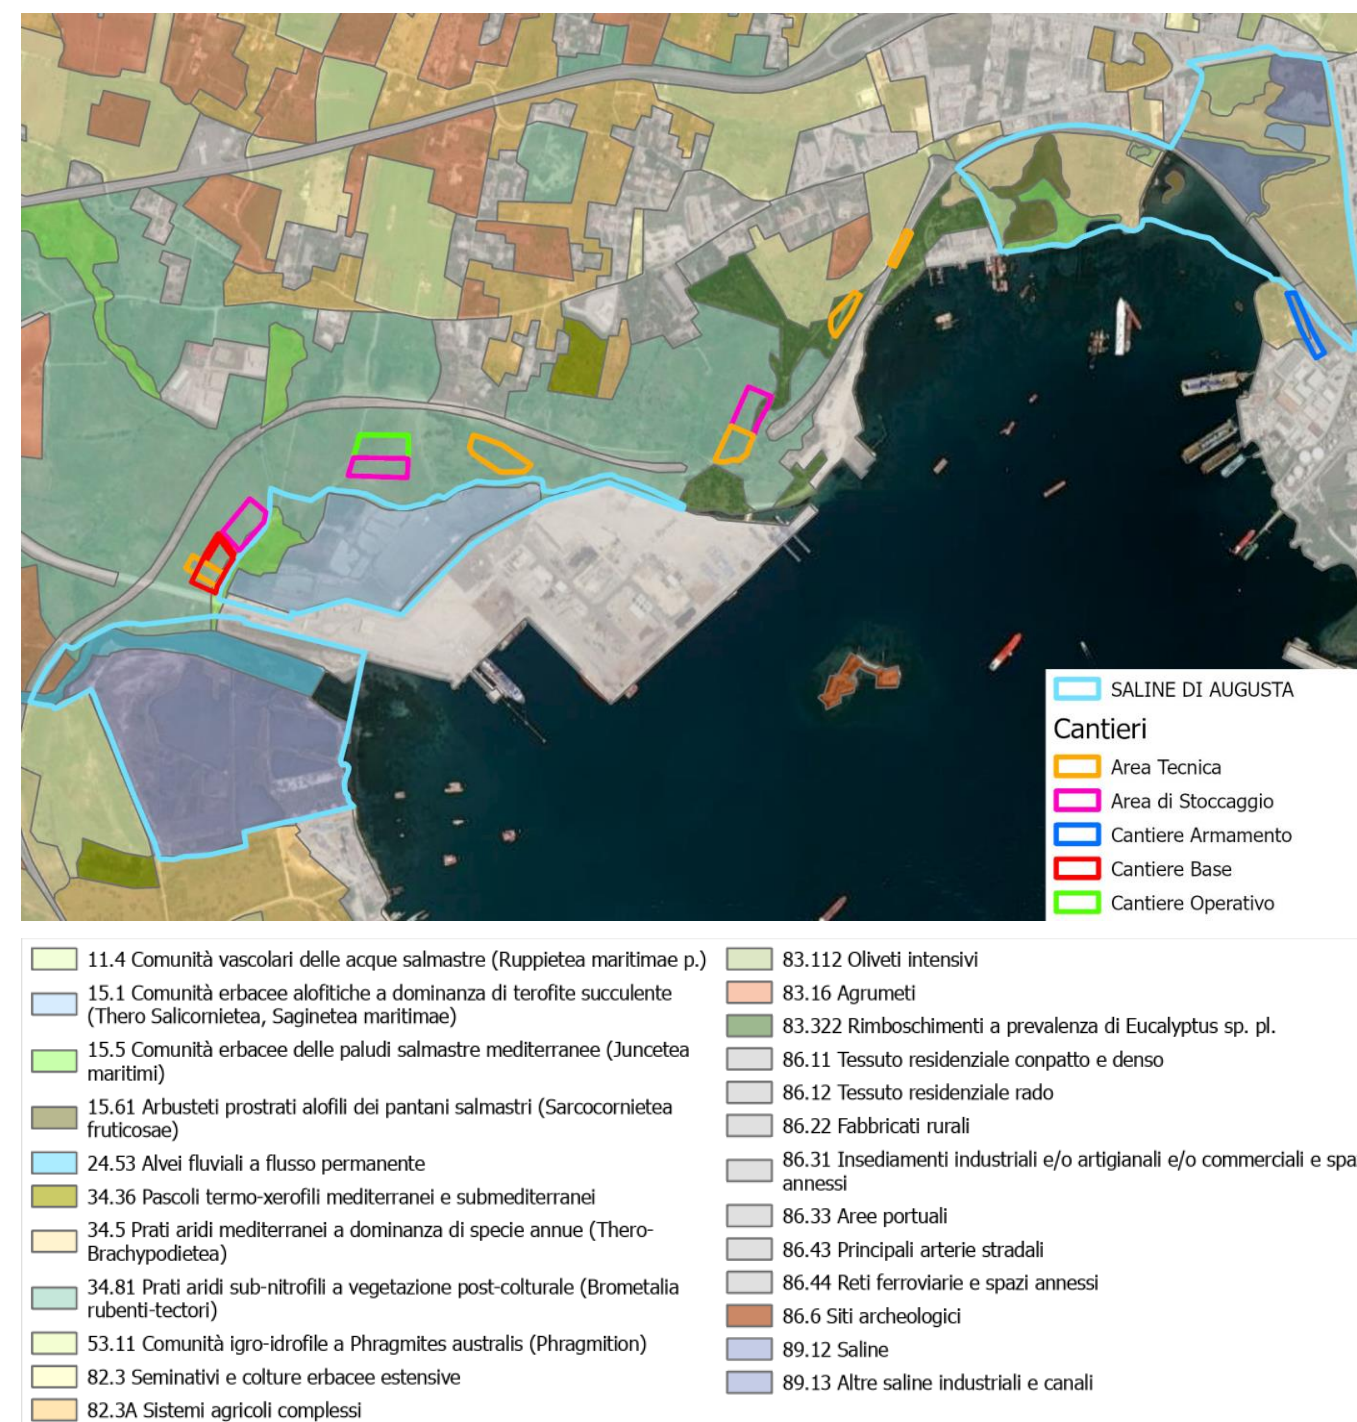 SALINE DI AUGUSTA
Cantieri
Area Tecnica
Area di Stoccaggio
Cantiere Armamento
Cantiere Base
Cantiere Operativo
11.4 Comunità vascolari delle acque salmastre (Ruppietea maritimae p.)
15.1 Comunità erbacee alofitiche a dominanza di terofite succulente
(Thero Salicornietea, Saginetea maritimae)
15.5 Comunità erbacee delle paludi salmastre mediterranee (Juncetea
maritimi)
15.61 Arbusteti prostrati alofili dei pantani salmastri (Sarcocornietea
fruticosae)
24.53 Alvei fluviali a flusso permanente
34.36 Pascoli termo-xerofili mediterranei e submediterranei
34.5 Prati aridi mediterranei a dominanza di specie annue (Thero-
Brachypodietea)
34.81 Prati aridi sub-nitrofili a vegetazione post-colturale (Brometalia
rubenti-tectori)
53.11 Comunità igro-idrofile a Phragmites australis (Phragmition)
82.3 Seminativi e colture erbacee estensive
82.3A Sistemi agricoli complessi
83.112 Oliveti intensivi
83.16 Agrumeti
83.322 Rimboschimenti a prevalenza di Eucalyptus sp. pl.
86.11 Tessuto residenziale conpatto e denso
86.12 Tessuto residenziale rado
86.22 Fabbricati rurali
86.31 Insediamenti industriali e/o artigianali e/o commerciali e spa
annessi
86.33 Aree portuali
86.43 Principali arterie stradali
86.44 Reti ferroviarie e spazi annessi
86.6 Siti archeologici
89.12 Saline
89.13 Altre saline industriali e canali